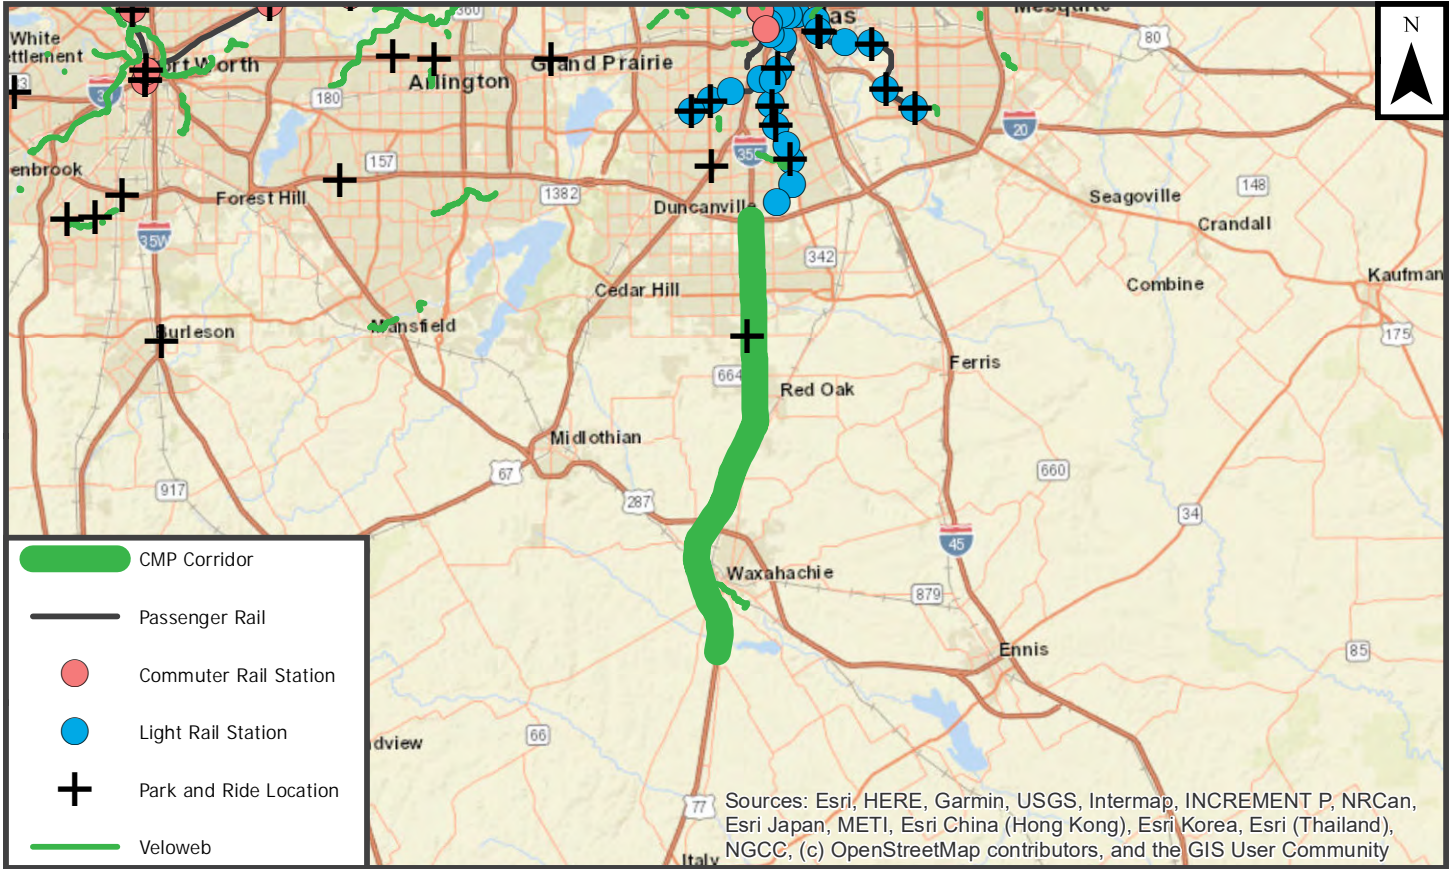 White
ettlement
ort Worth
360
as
Mesquite
80
N
Arlington
Grand Prairie
180
20
35E
157
enbrook
Forest Hill
1382
Duncanville
Seagoville
148
Crandall
35W
342
Cedar Hill
Combine
Kaufman
Burleson
Mansfield
175
Ferris
664
Red Oak
Midlothian
67
660
917
287
34
45
Waxahachie
879
Ennis
85
66
dview
77
Italy
CMP Corridor
Passenger Rail
Commuter Rail Station
Light Rail Station
Park and Ride Location
Veloweb
Sources: Esri, HERE, Garmin, USGS, Intermap, INCREMENT P, NRCan,
Esri Japan, METI, Esri China (Hong Kong), Esri Korea, Esri (Thailand),
NGCC, (c) OpenStreetMap contributors, and the GIS User Community